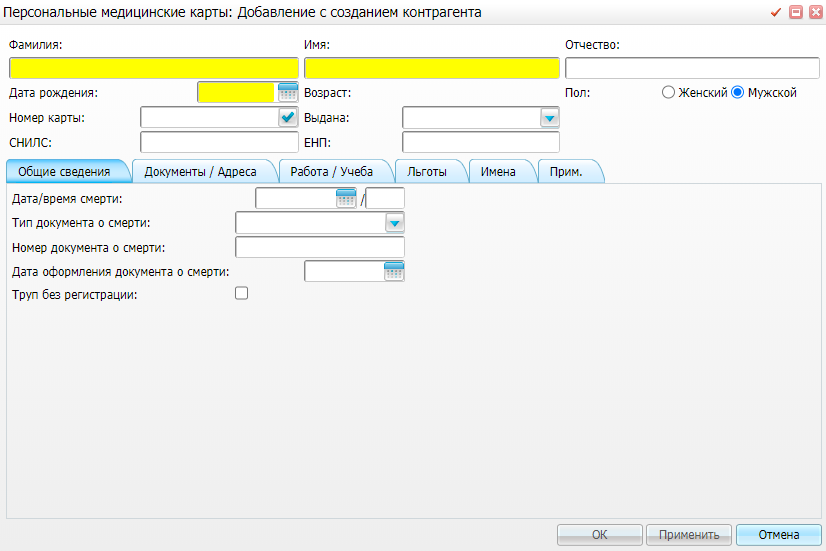 Персональные медицинские карты: Добавление с созданием контрагента
Фамилия: Имя: Отчество:
Дата рождения: Возраст: Пол: Женский Мужской
Номер карты: Выдана:
СНИЛС: ЕНП:
Общие сведения Документы / Адреса Работа / Учеба Льготы Имена Прим.
Дата/время смерти: /
Тип документа о смерти:
Номер документа о смерти:
Дата оформления документа о смерти:
Труп без регистрации:
ОК Применить Отмена